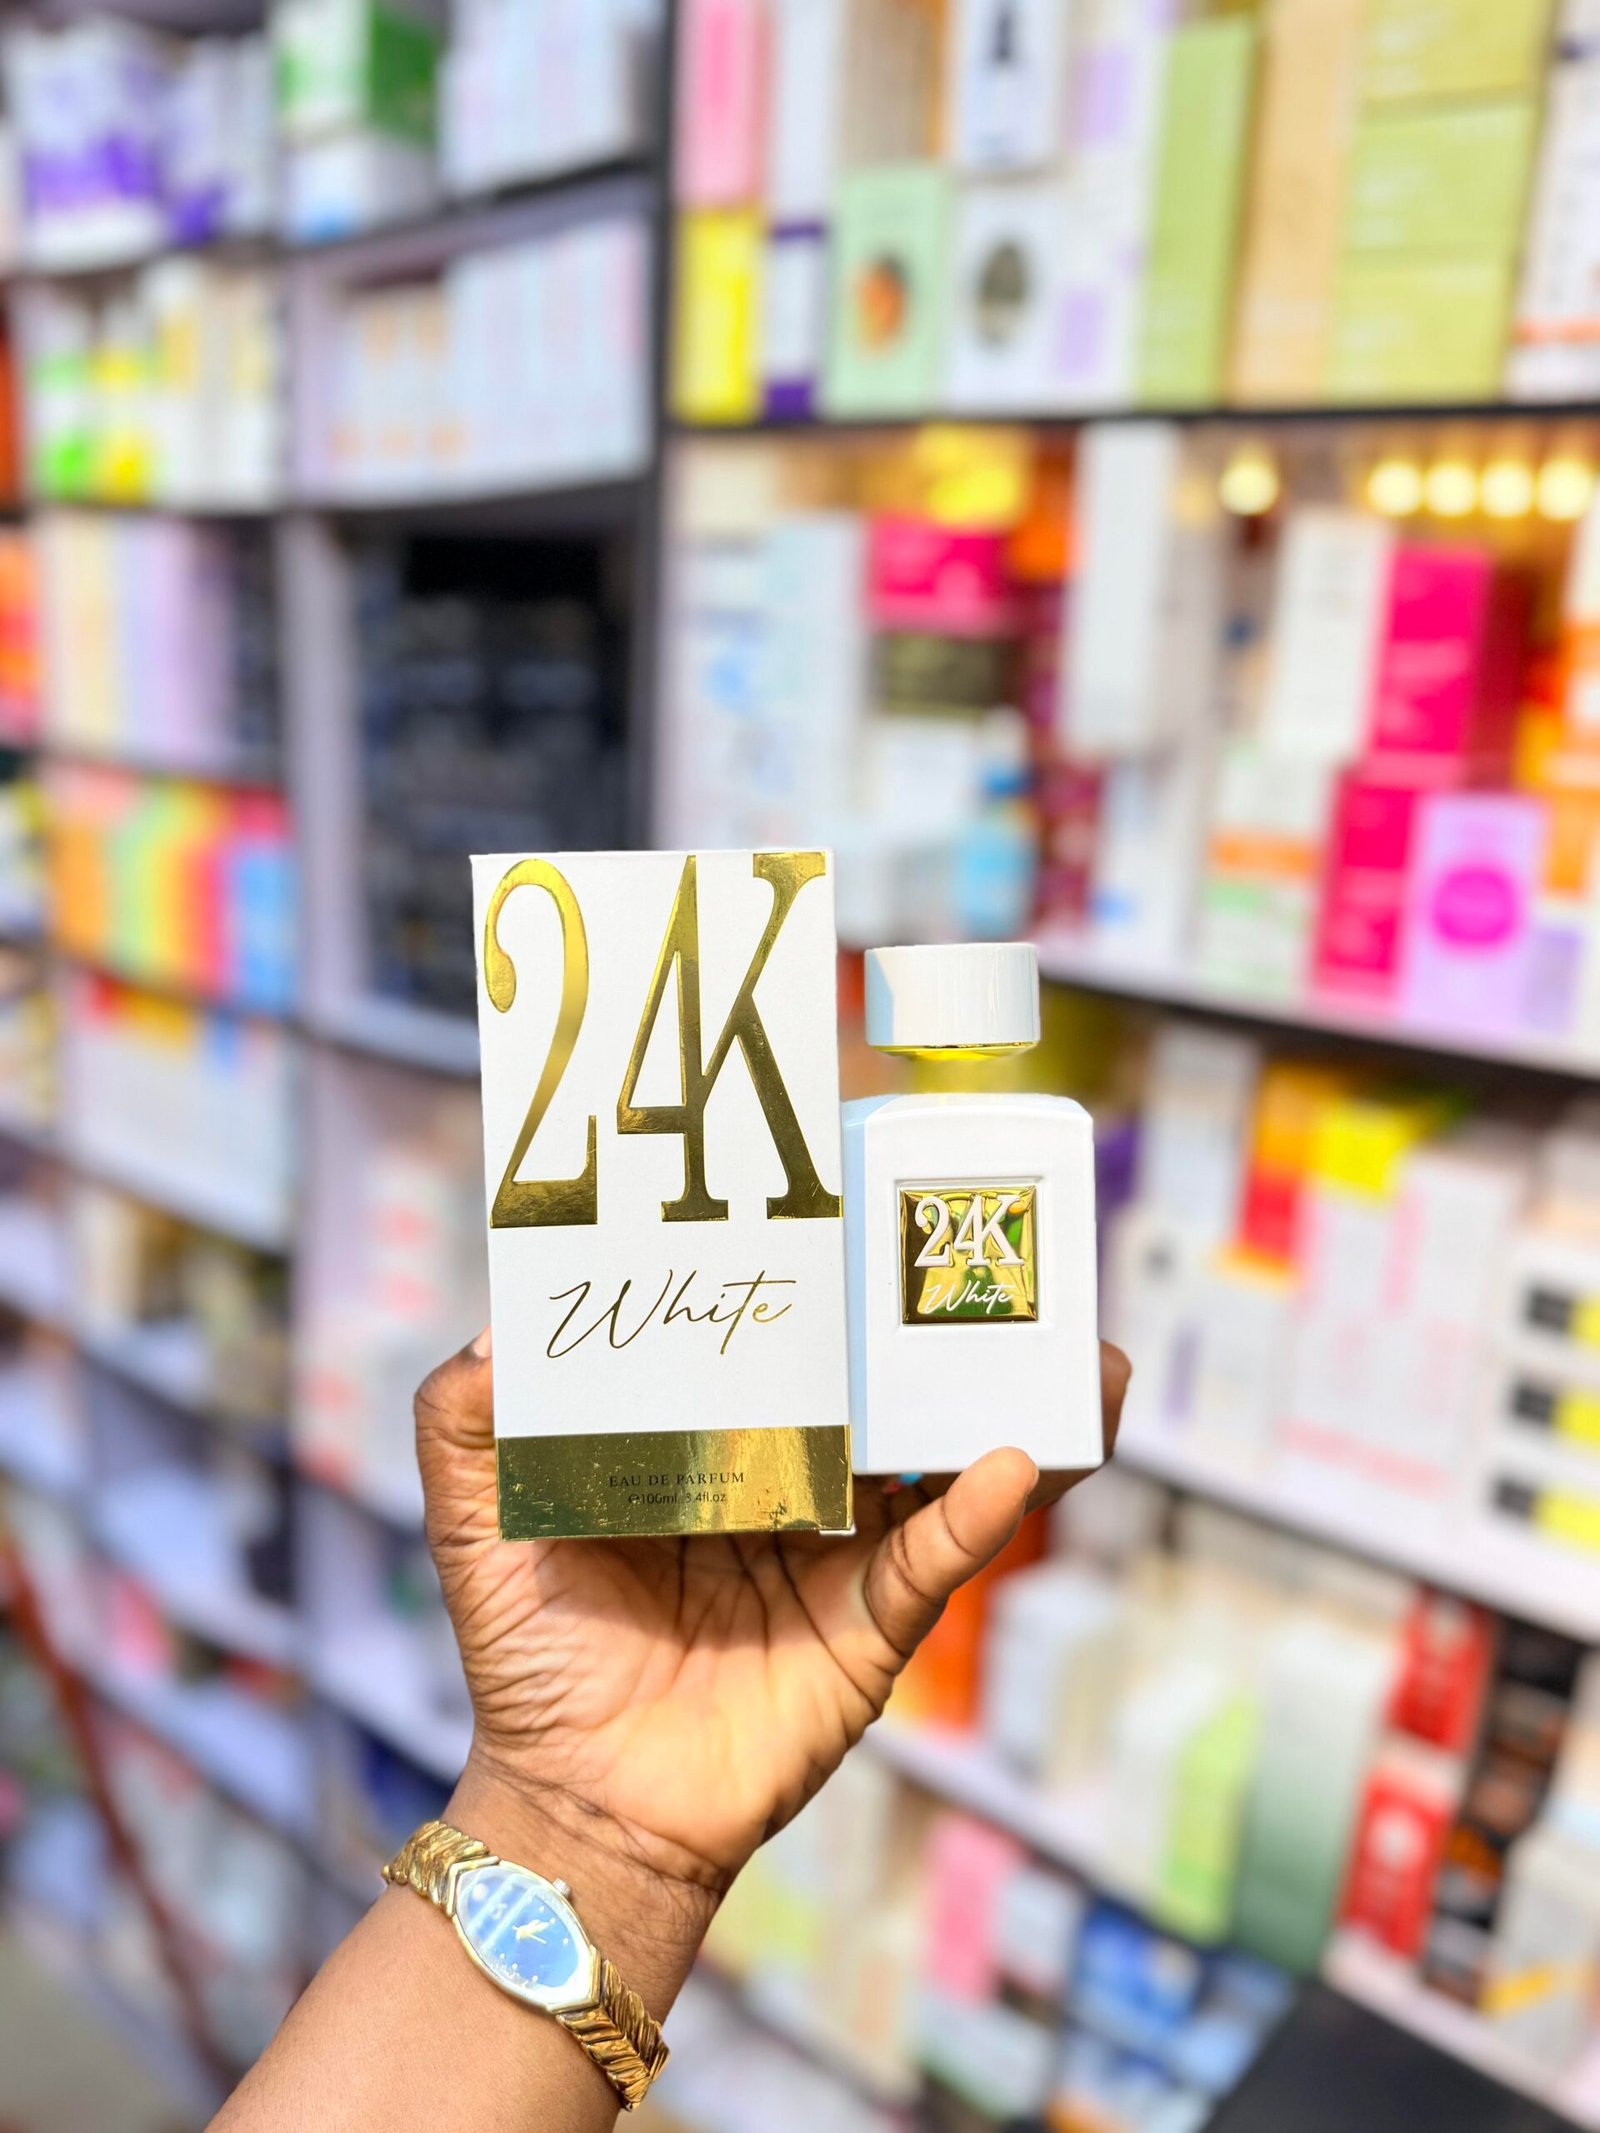 24K
White
EAU DE PARFUM
℮100ml 3.4fl.oz
24K
White